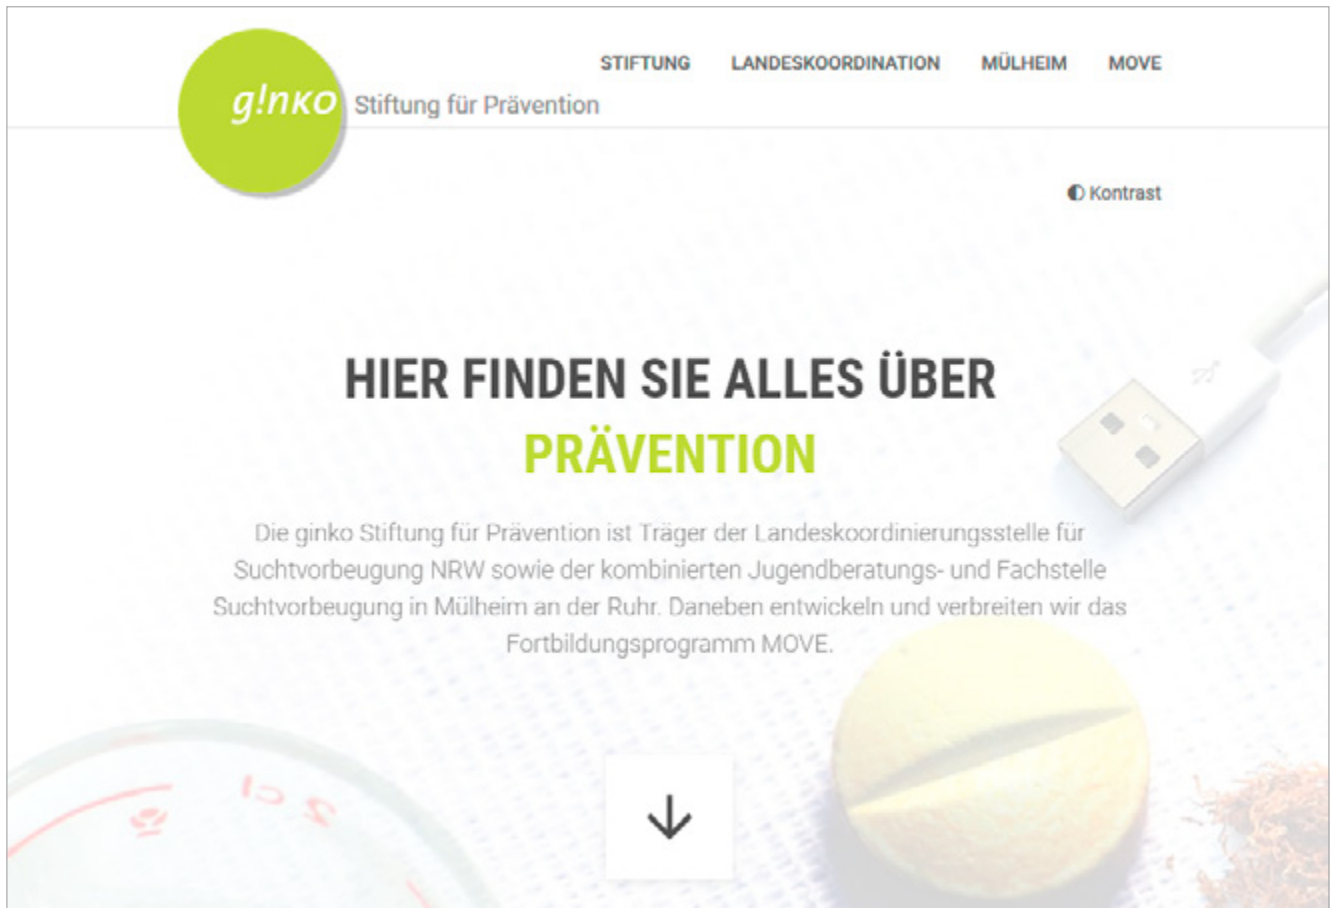 STIFTUNG LANDESKOORDINATION MÜLHEIM MOVE
g!nko Stiftung für Prävention
Kontrast
HIER FINDEN SIE ALLES ÜBER
PRÄVENTION
Die ginko Stiftung für Prävention ist Träger der Landeskoordinierungsstelle für
Suchtvorbeugung NRW sowie der kombinierten Jugendberatungs- und Fachstelle
Suchtvorbeugung in Mülheim an der Ruhr. Daneben entwickeln und verbreiten wir das
Fortbildungsprogramm MOVE.
2 cl